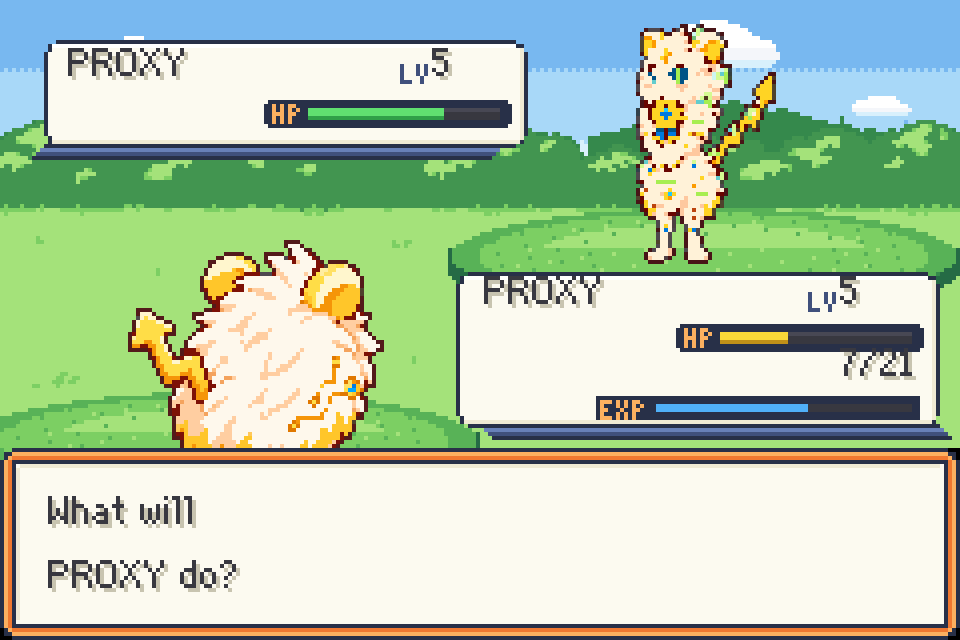 PROXY Lv5
HP
PROXY Lv5
HP
7/21
EXP
What will
PROXY do?